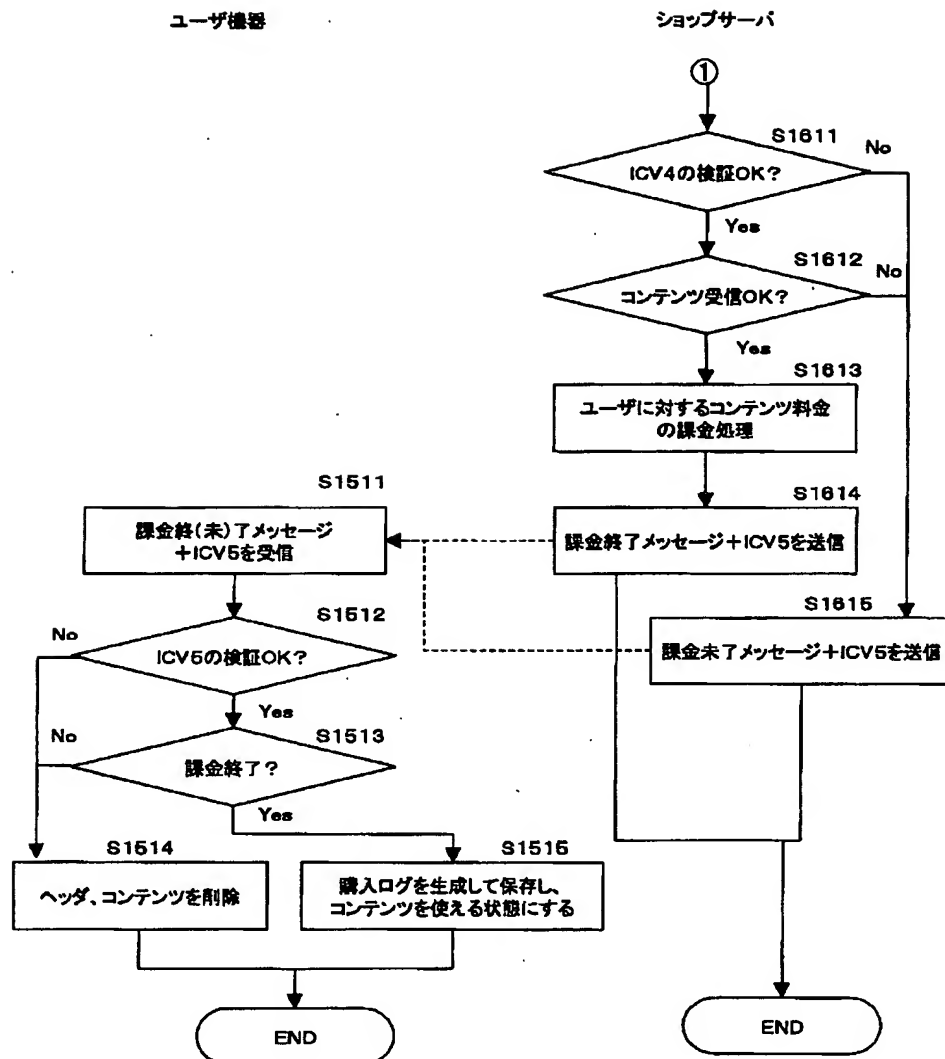 ユーザ機器
ショップサーバ
①
S1611
No
ICV4の検証OK?
Yes
S1612
No
コンテンツ受信OK?
Yes
S1613
ユーザに対するコンテンツ料金
の課金処理
S1511
S1614
課金終(未)了メッセージ
+ICV5を受信
課金終了メッセージ+ICV5を送信
S1512
S1615
No
ICV5の検証OK?
課金未了メッセージ+ICV5を送信
Yes
No
S1513
課金終了?
Yes
S1514
S1515
ヘッダ、コンテンツを削除
購入ログを生成して保存し、
コンテンツを使える状態にする
END
END